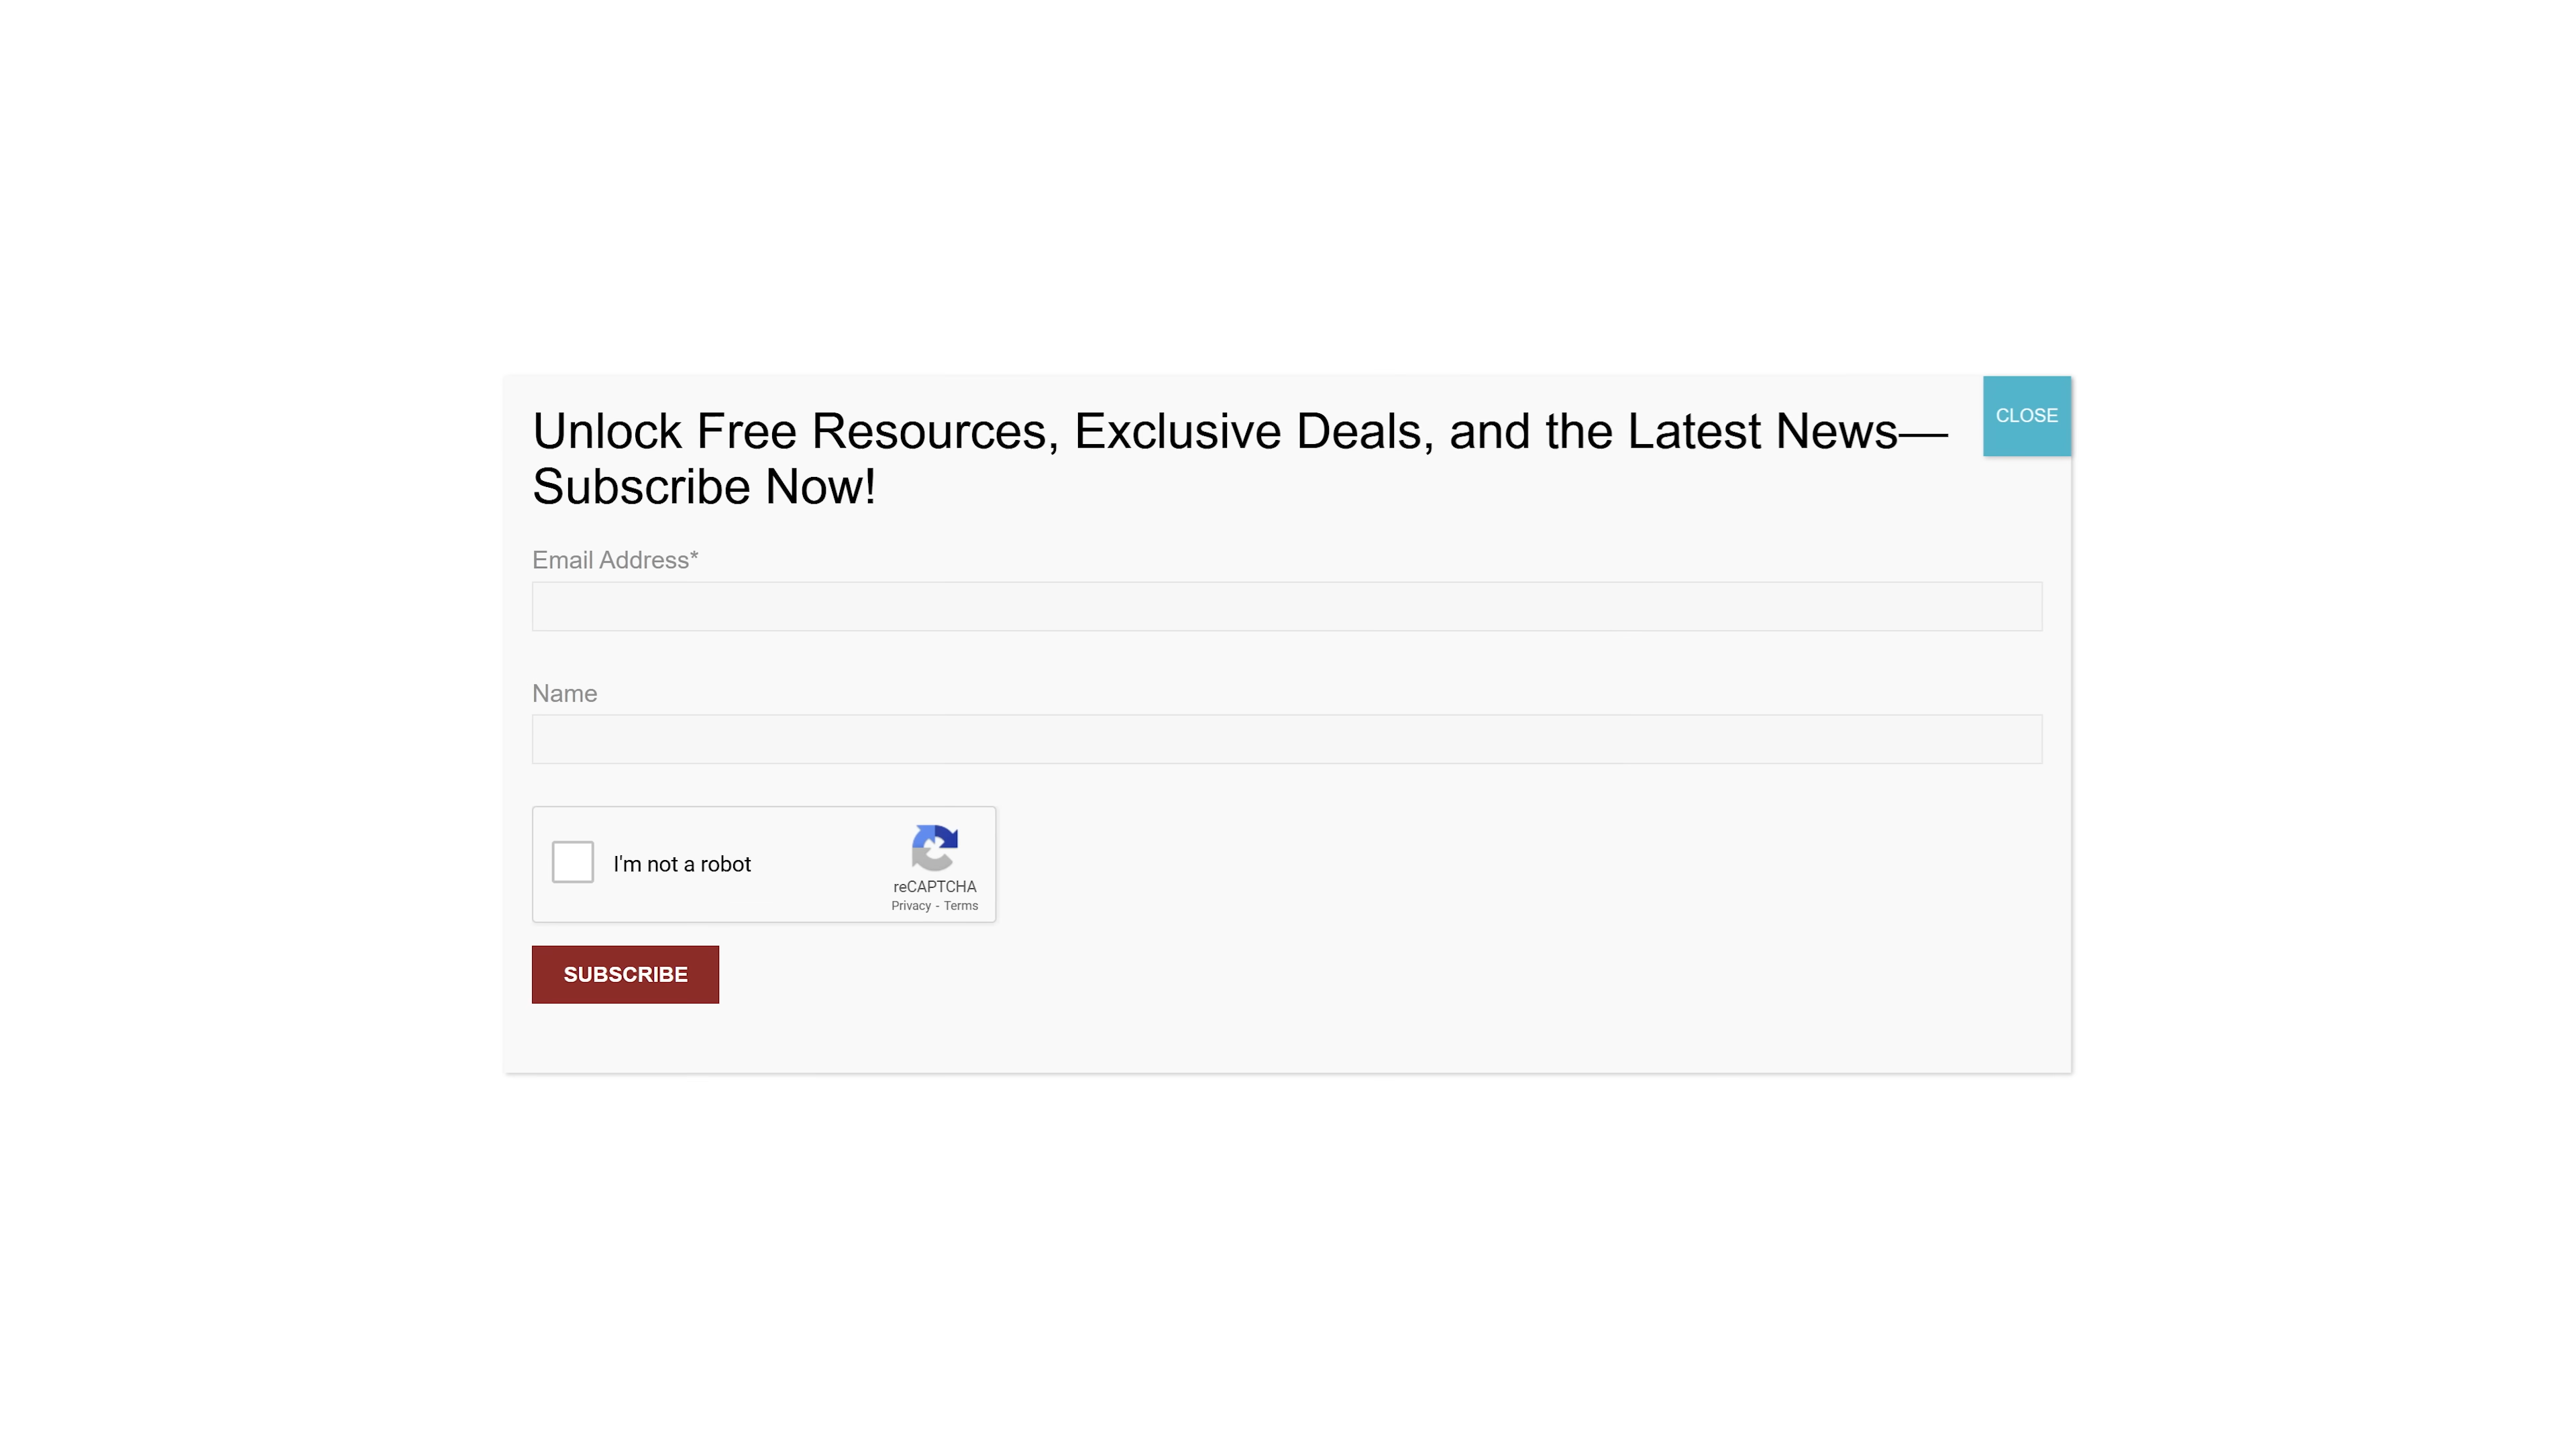 Unlock Free Resources, Exclusive Deals, and the Latest News—
Subscribe Now!
CLOSE
Email Address*
Name
I'm not a robot
reCAPTCHA
Privacy - Terms
SUBSCRIBE